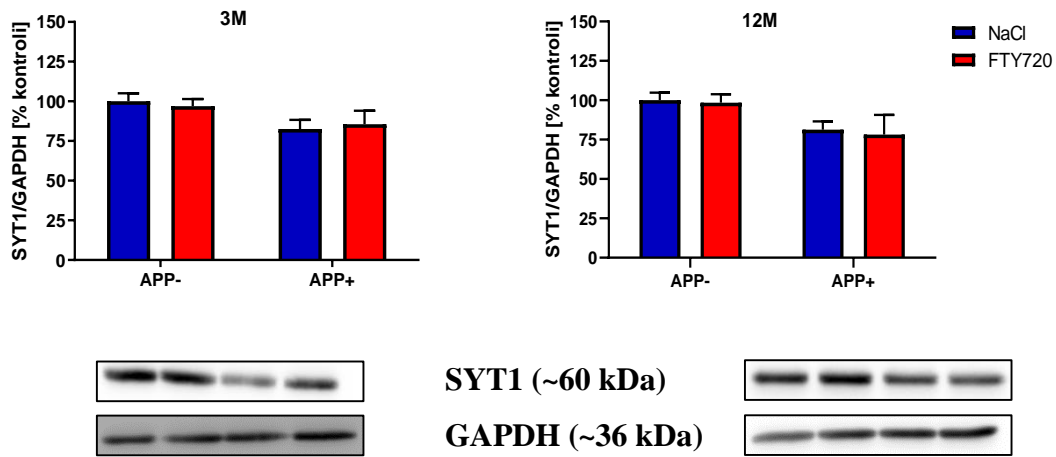 3M
SYT1/GAPDH [% kontroli]
150
125
100
75
50
25
0
APP-
APP+
12M
SYT1/GAPDH [% kontroli]
150
125
100
75
50
25
0
APP-
APP+
NaCl
FTY720
SYT1 (~60 kDa)
GAPDH (~36 kDa)